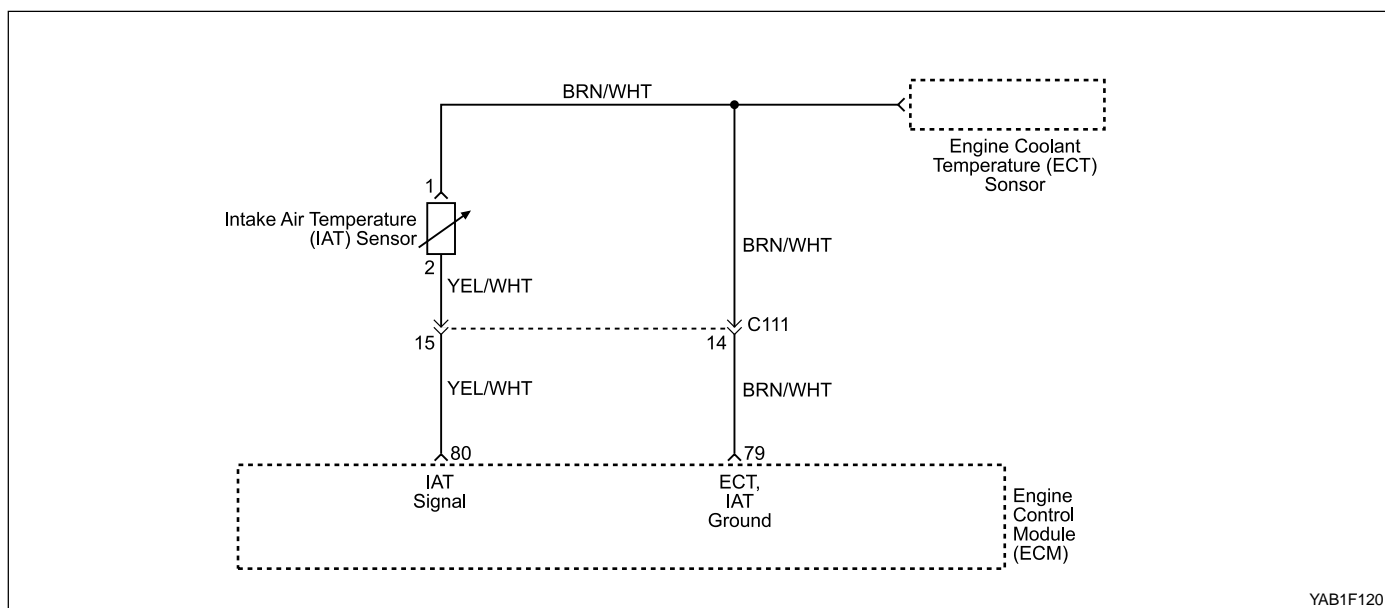 BRN/WHT
Engine Coolant
Temperature (ECT)
Sonsor
1
Intake Air Temperature
(IAT) Sensor
2
BRN/WHT
YEL/WHT
C111
15
14
YEL/WHT
BRN/WHT
80
79
IAT
Signal
ECT,
IAT
Ground
Engine
Control
Module
(ECM)
YAB1F120